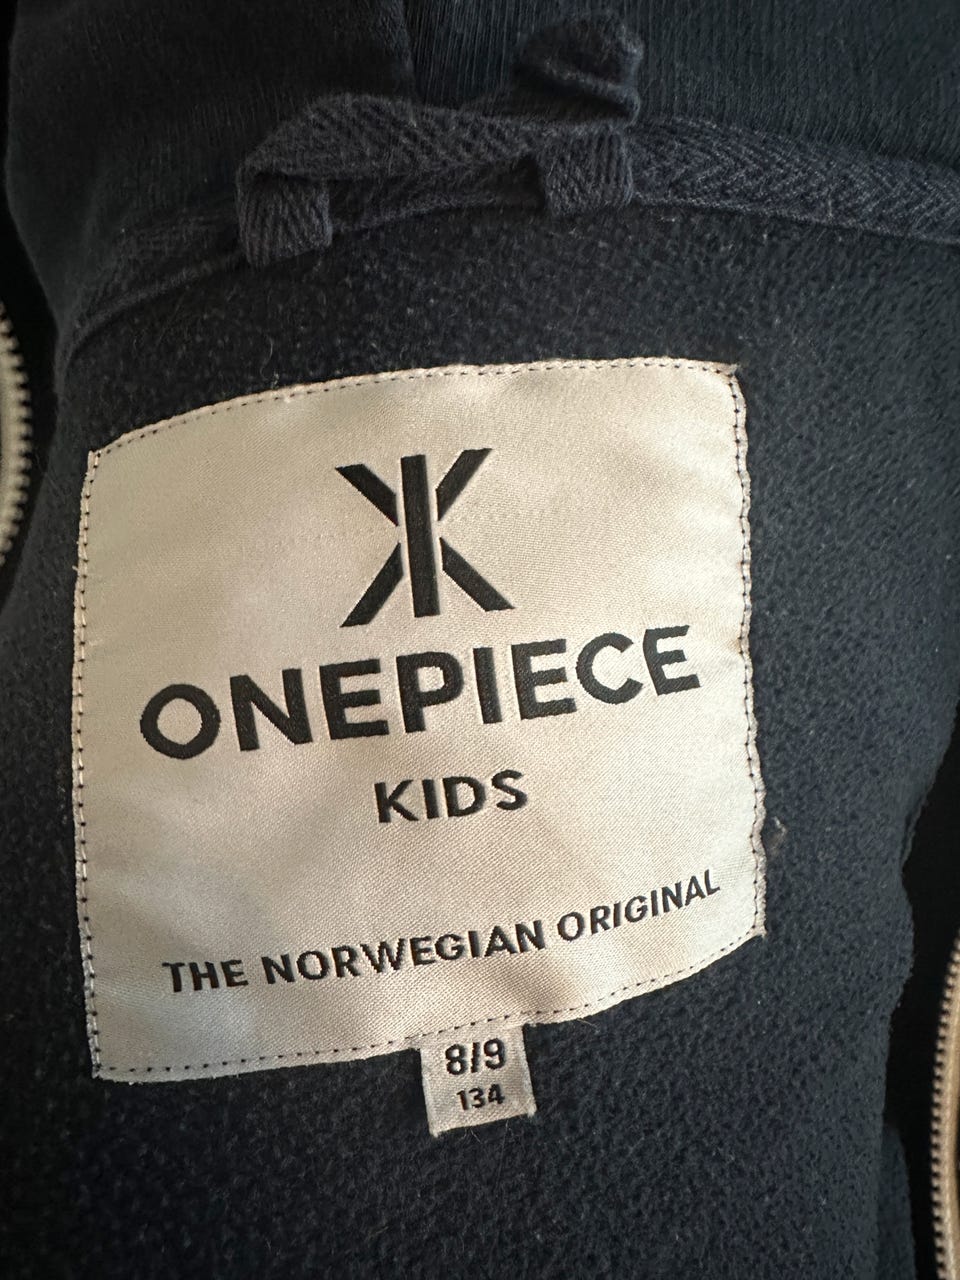 ONEPIECE
KIDS
THE NORWEGIAN ORIGINAL
8/9
134